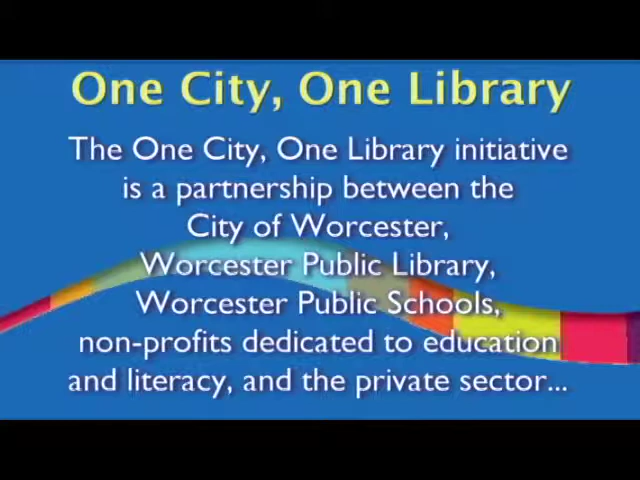 One City, One Library
The One City, One Library initiative
is a partnership between the
City of Worcester,
Worcester Public Library,
Worcester Public Schools,
non-profits dedicated to education
and literacy, and the private sector...